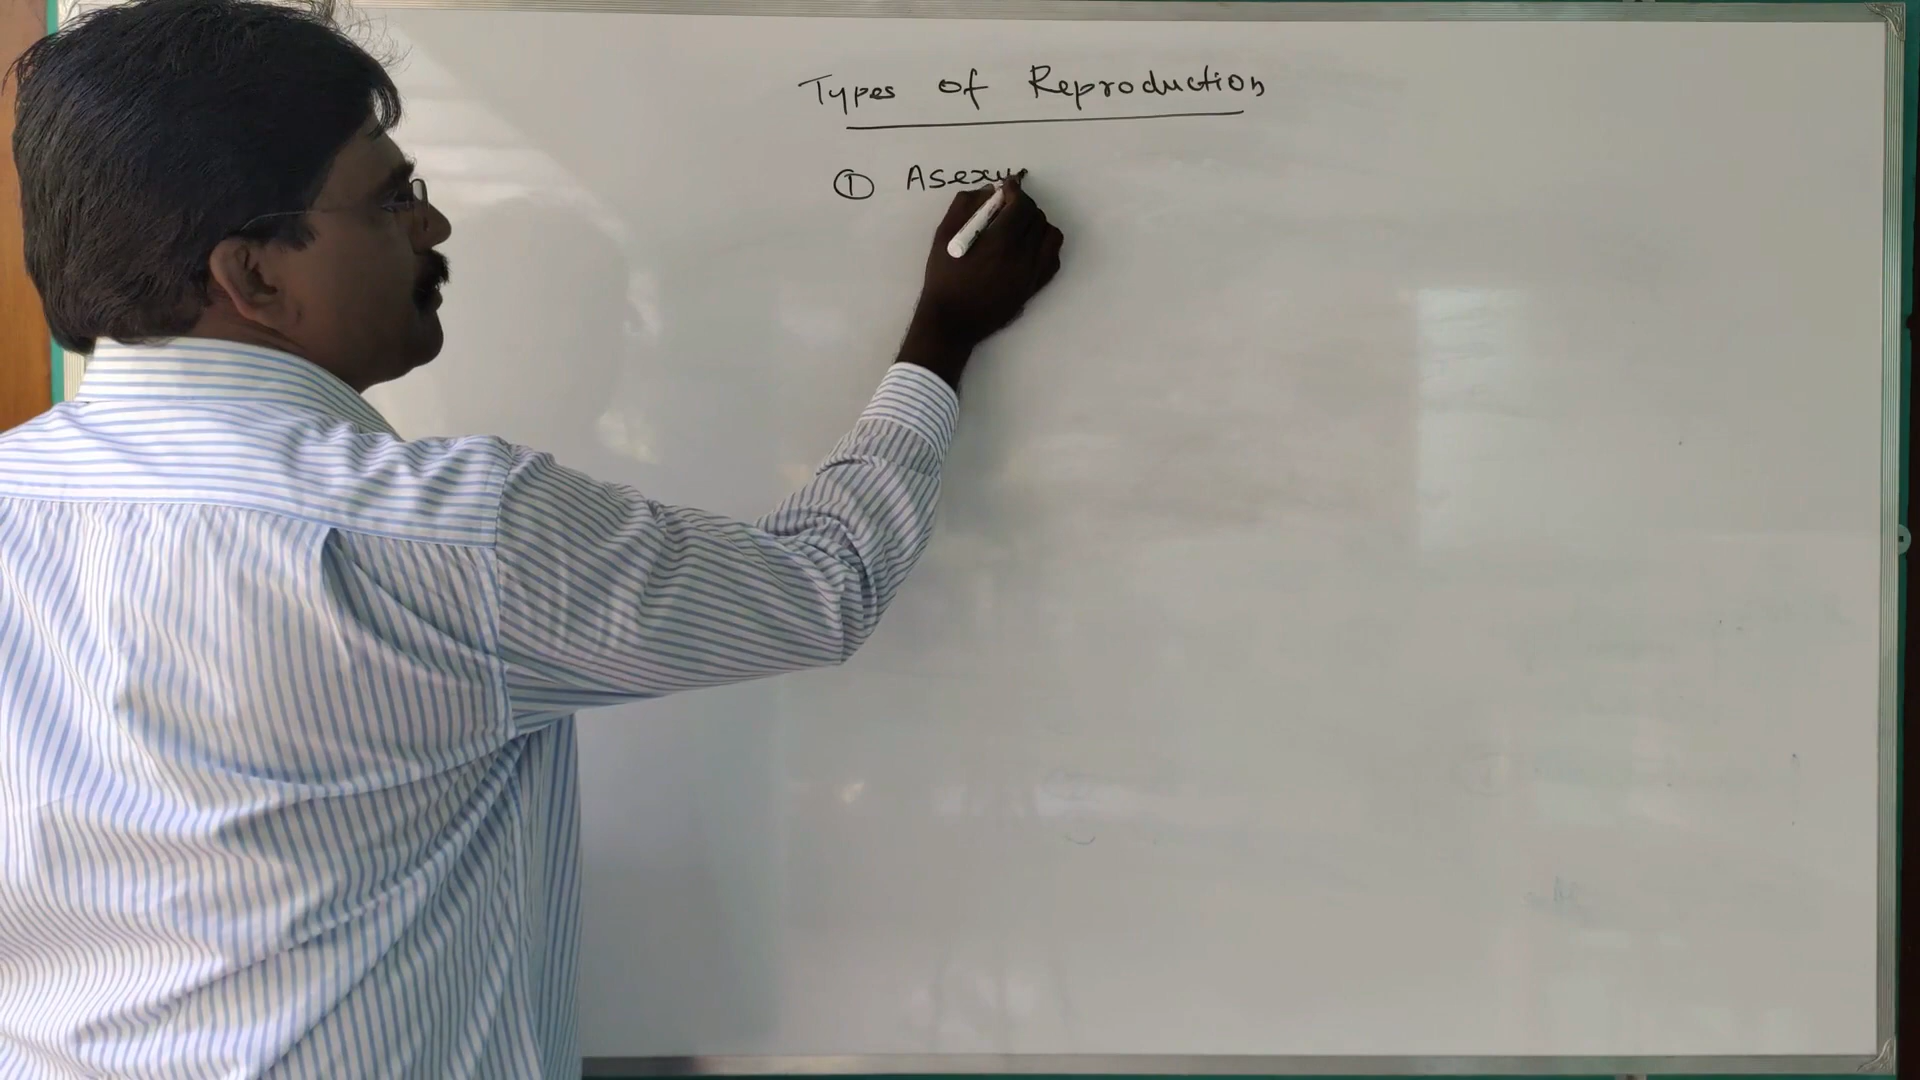 Types of Reproduction
① Asexu